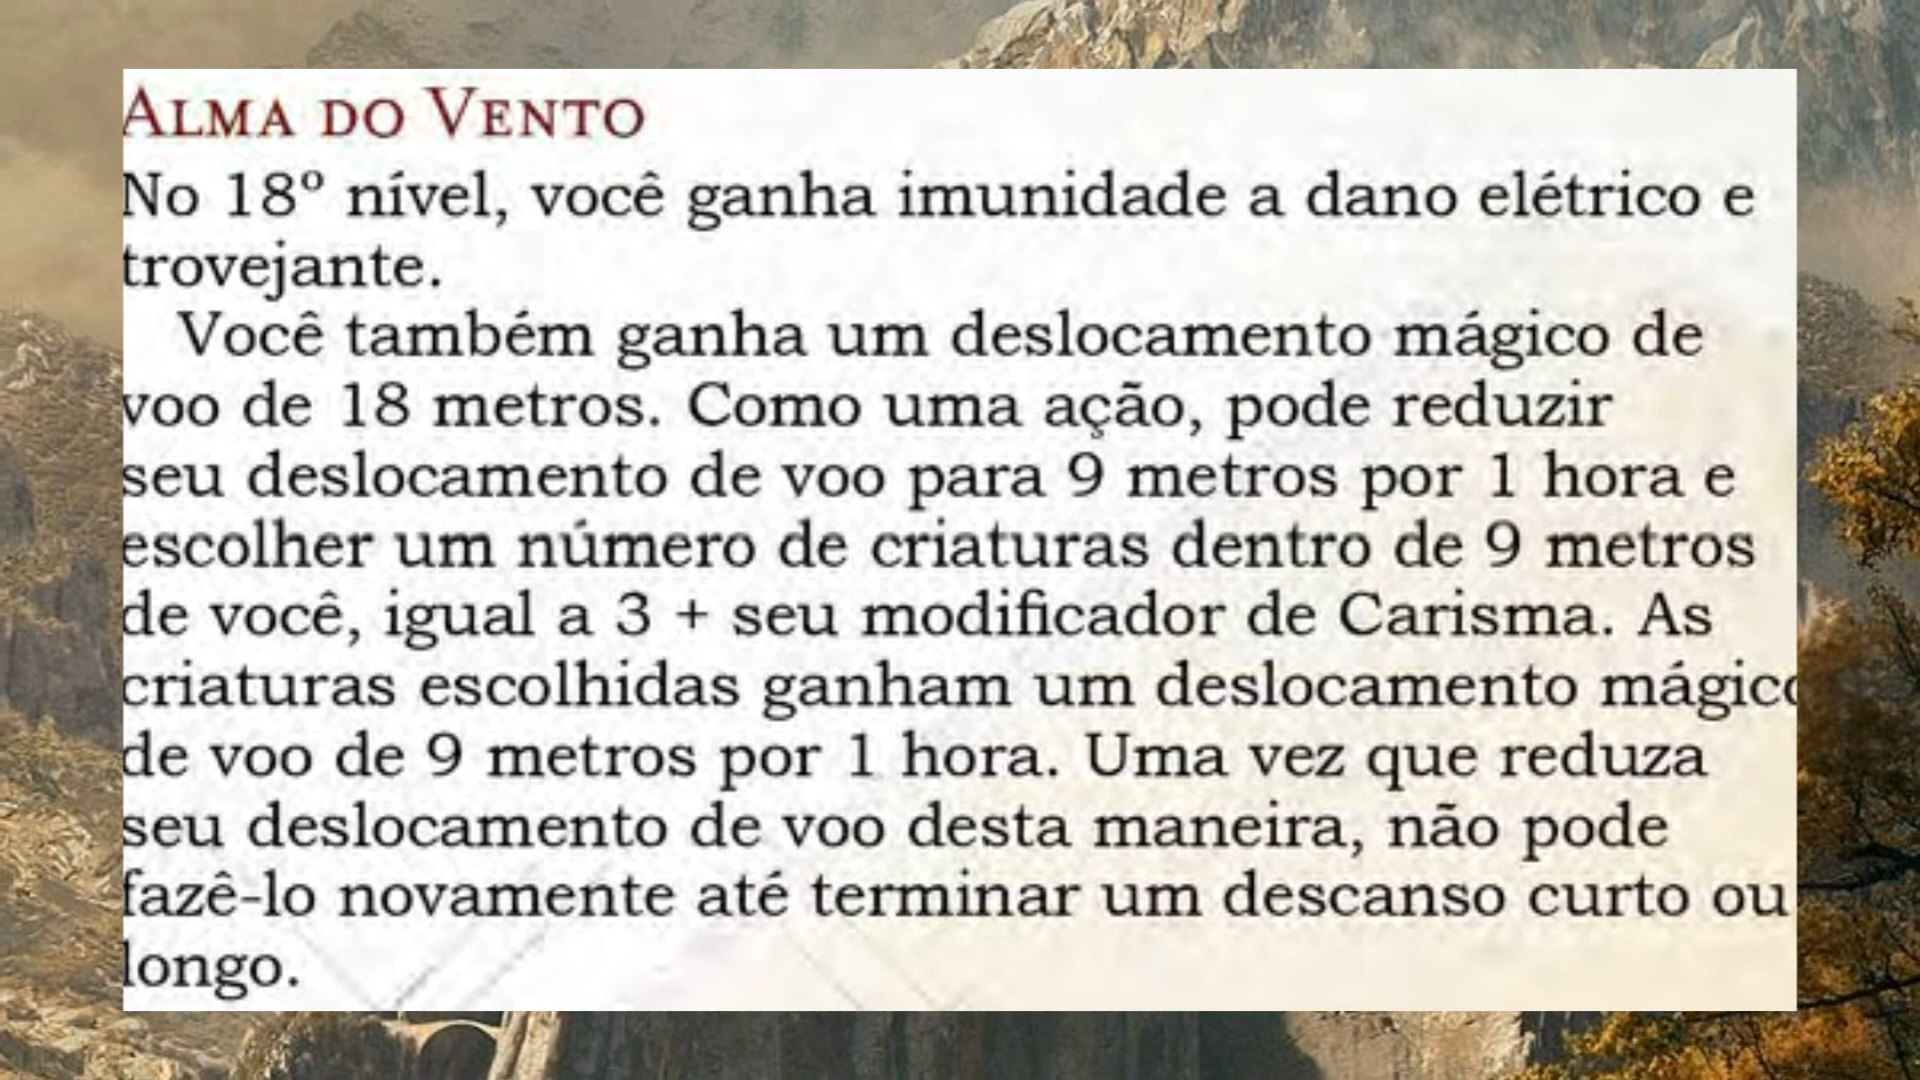 ALMA DO VENTO
No 18º nível, você ganha imunidade a dano elétrico e
trovejante.
Você também ganha um deslocamento mágico de
voo de 18 metros. Como uma ação, pode reduzir
seu deslocamento de voo para 9 metros por 1 hora e
escolher um número de criaturas dentro de 9 metros
de você, igual a 3 + seu modificador de Carisma. As
criaturas escolhidas ganham um deslocamento mágico
de voo de 9 metros por 1 hora. Uma vez que reduza
seu deslocamento de voo desta maneira, não pode
fazê-lo novamente até terminar um descanso curto ou
longo.